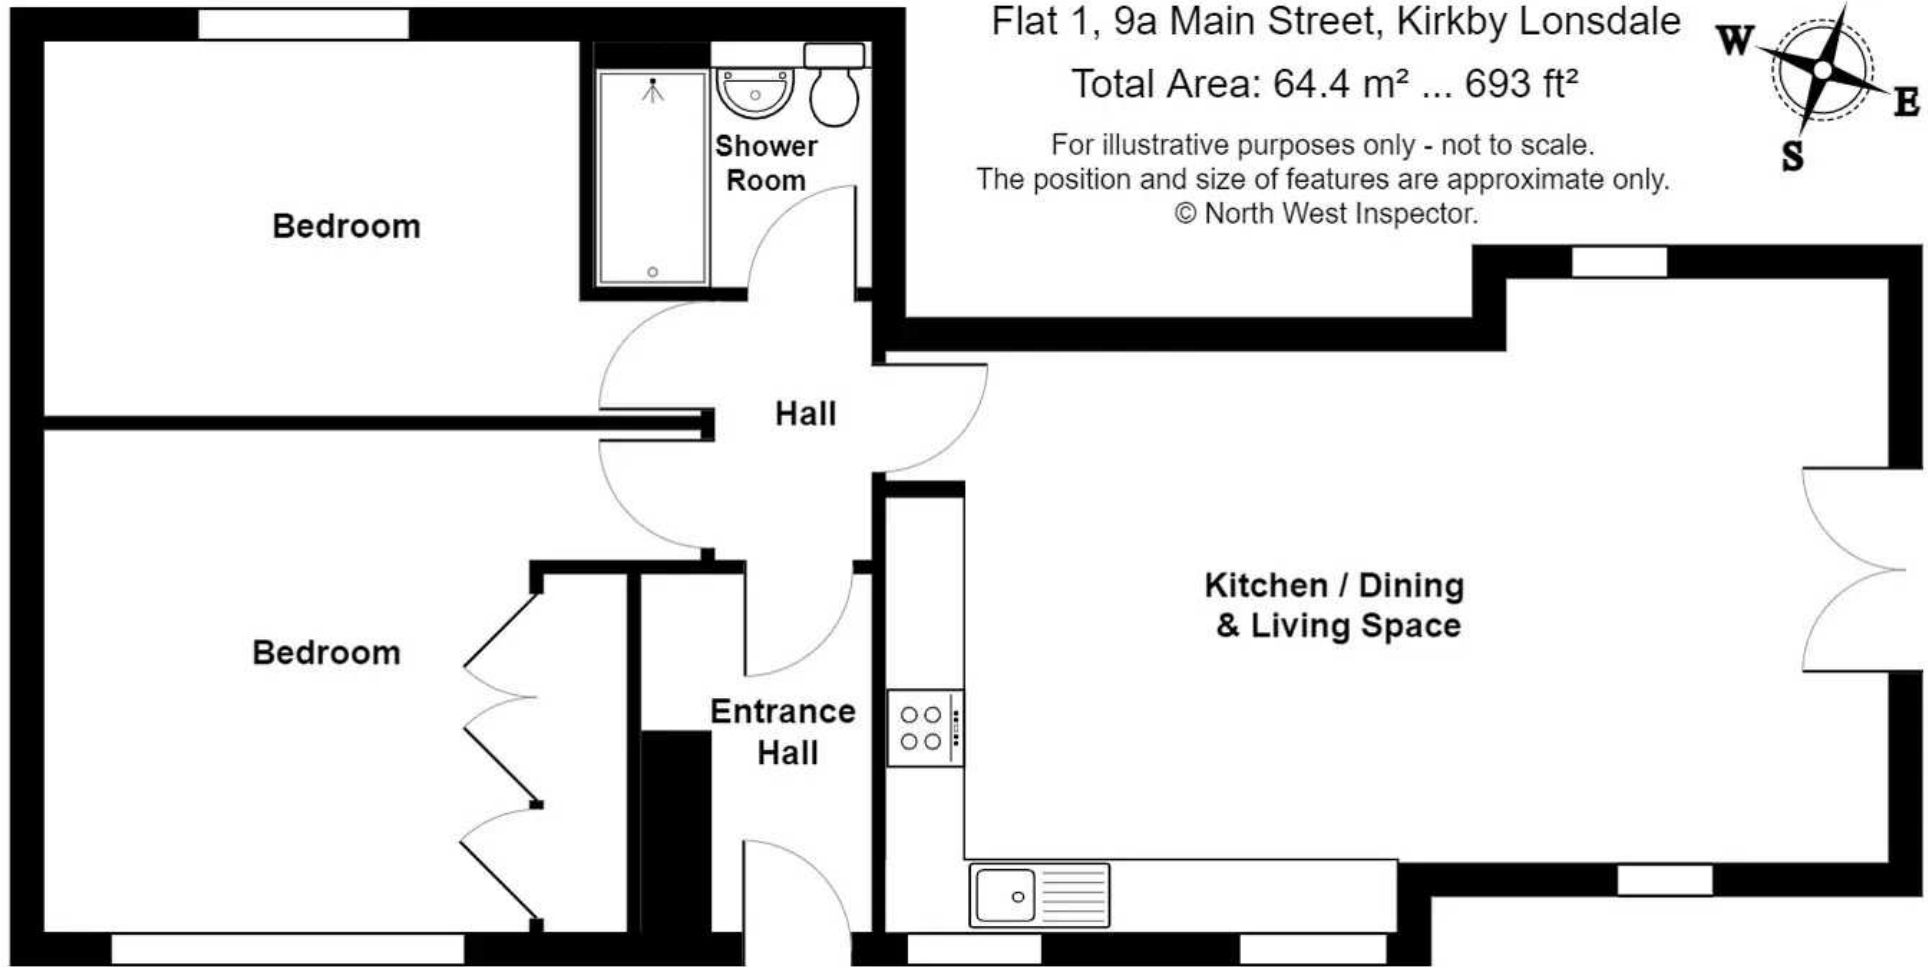 Flat 1, 9a Main Street, Kirkby Lonsdale
Total Area: 64.4 m² ... 693 ft²
For illustrative purposes only - not to scale.
The position and size of features are approximate only.
© North West Inspector.
W
E
S
Shower
Room
Bedroom
Hall
Kitchen / Dining
& Living Space
Bedroom
Entrance
Hall